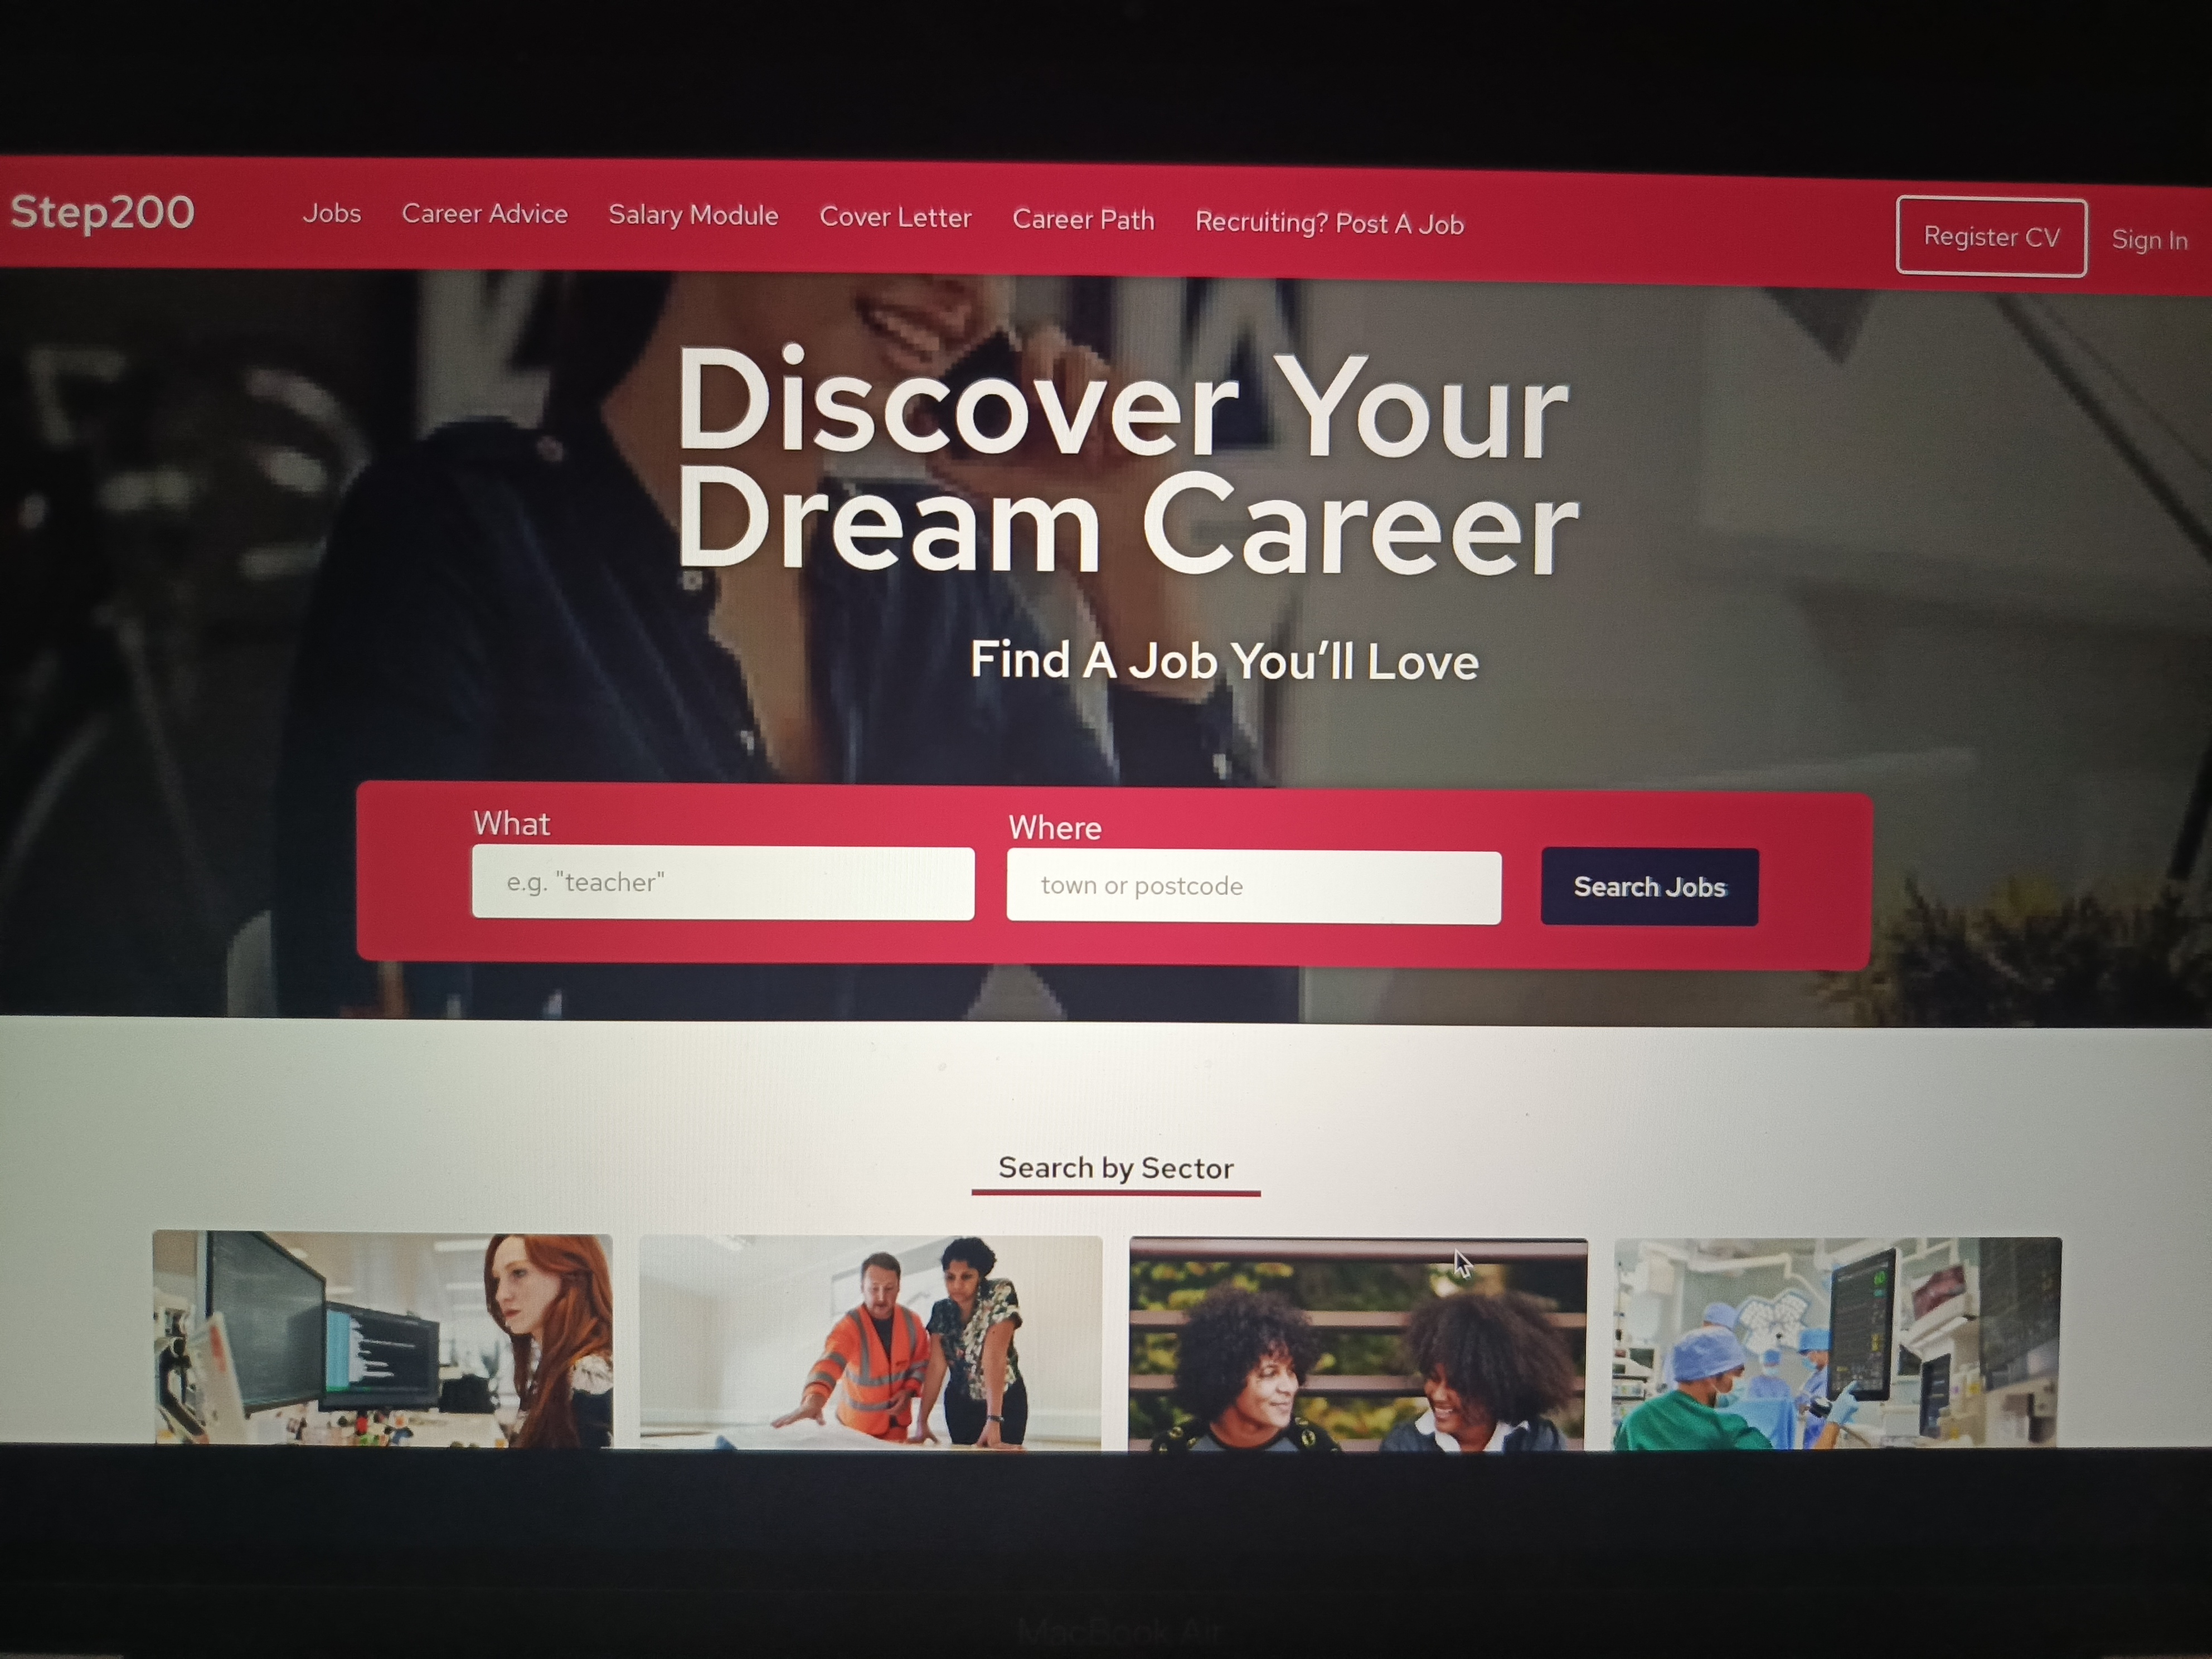 Step200
Jobs
Career Advice
Salary Module
Cover Letter
Career Path
Recruiting? Post A Job
Register CV
Sign In
Discover Your
Dream Career
Find A Job You’ll Love
What
Where
e.g. "teacher"
town or postcode
Search Jobs
Search by Sector
60
MacBook Air